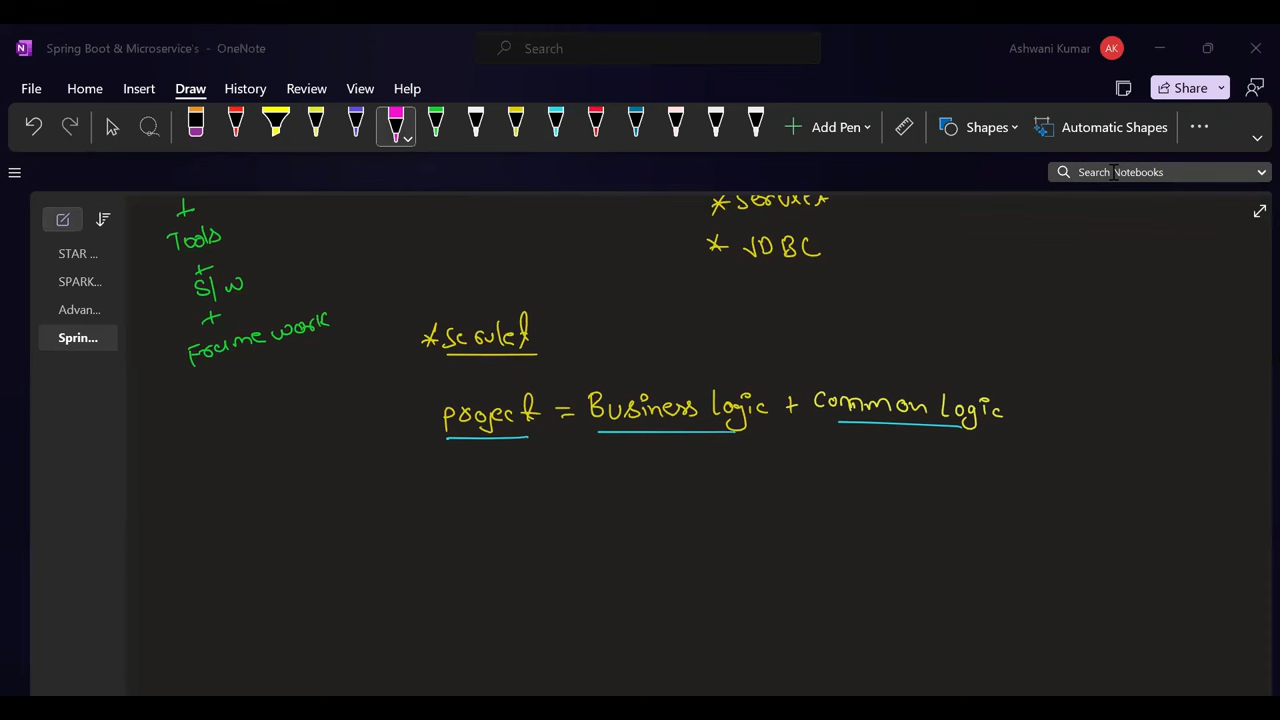 Spring Boot & Microservice's - OneNote
Search
Ashwani Kumar AK
File Home Insert Draw History Review View Help
Share
Add Pen
Shapes
Automatic Shapes
Search Notebooks
STAR ...
SPARK...
Advan...
Sprin...
+
Tools
+
S/w
+
Framework
* Servlet
* JDBC
* Servlet
project = Business logic + Common Logic